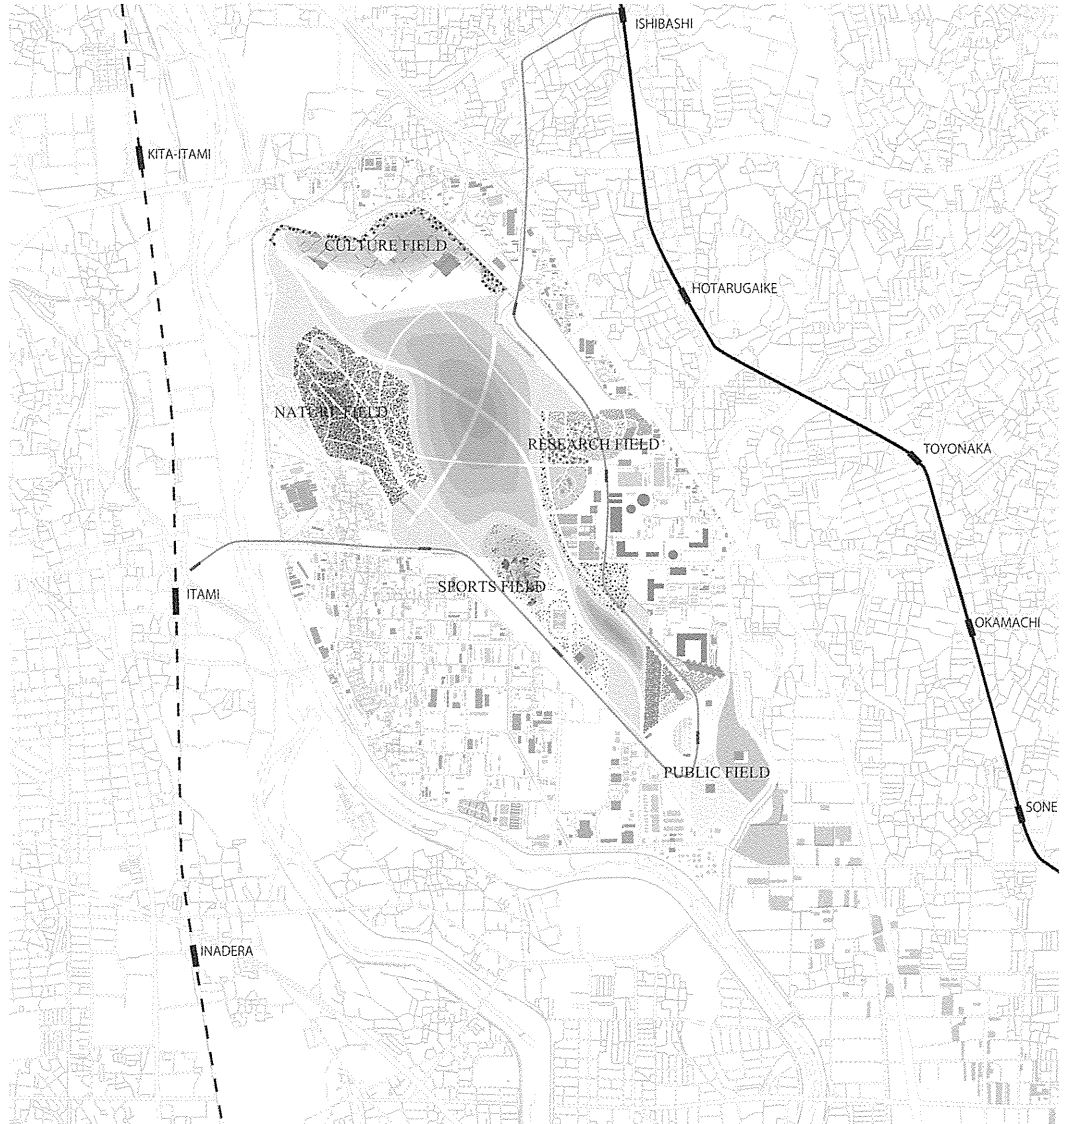 ISHIBASHI
KITA-ITAMI
CULTURE FIELD
HOTARUGAIKE
NATURE FIELD
RESEARCH FIELD
TOYONAKA
SPORTS FIELD
ITAMI
OKAMACHI
PUBLIC FIELD
SONE
INADERA